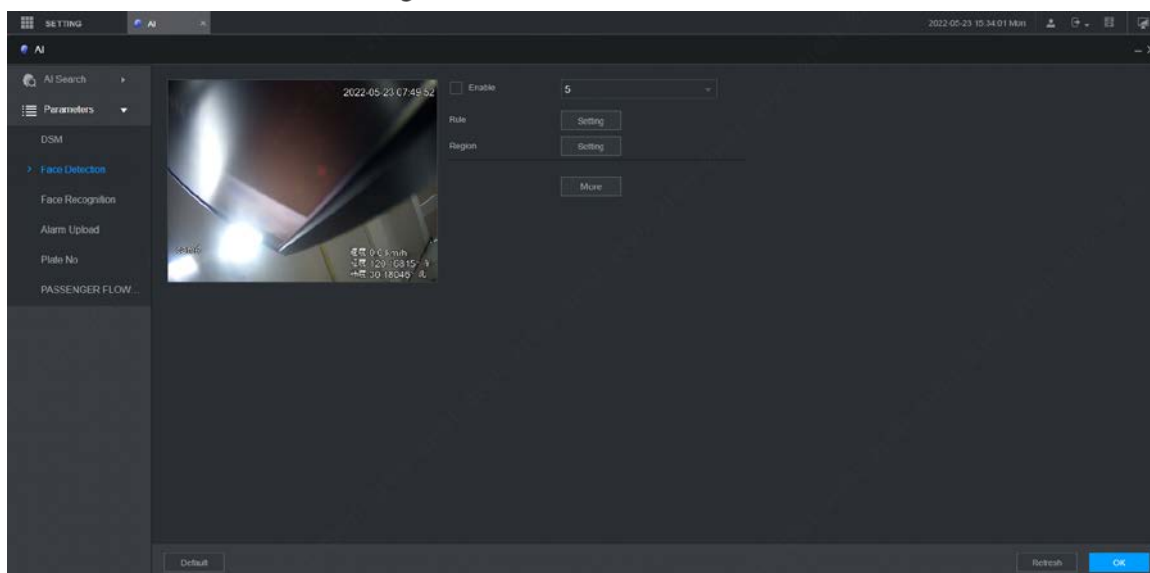 SETTING
AI
2022-05-23 15:34:01 Mon
AI
AI Search
Parameters
DSM
Face Detection
Face Recognition
Alarm Upload
Plate No
PASSENGER FLOW...
2022-05-23 07:49:52
Enable
5
Rule
Setting
Region
Setting
More
Default
Refresh
OK